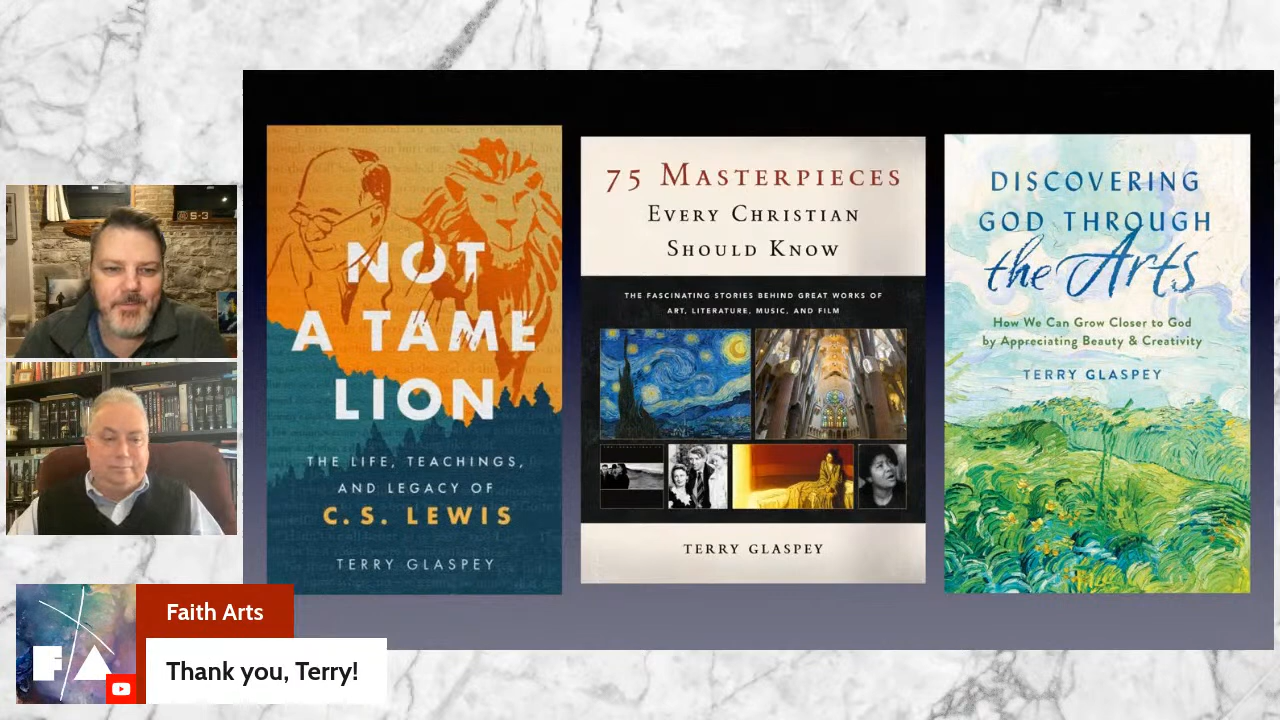 S-3
NOT
A TAME
LION
THE LIFE, TEACHINGS,
AND LEGACY OF
C. S. LEWIS
TERRY GLASPEY
75 MASTERPIECES
EVERY CHRISTIAN
SHOULD KNOW
THE FASCINATING STORIES BEHIND GREAT WORKS OF
ART, LITERATURE, MUSIC, AND FILM
TERRY GLASPEY
DISCOVERING
GOD THROUGH
the Arts
How We Can Grow Closer to God
by Appreciating Beauty & Creativity
TERRY GLASPEY
FA
Faith Arts
Thank you, Terry!